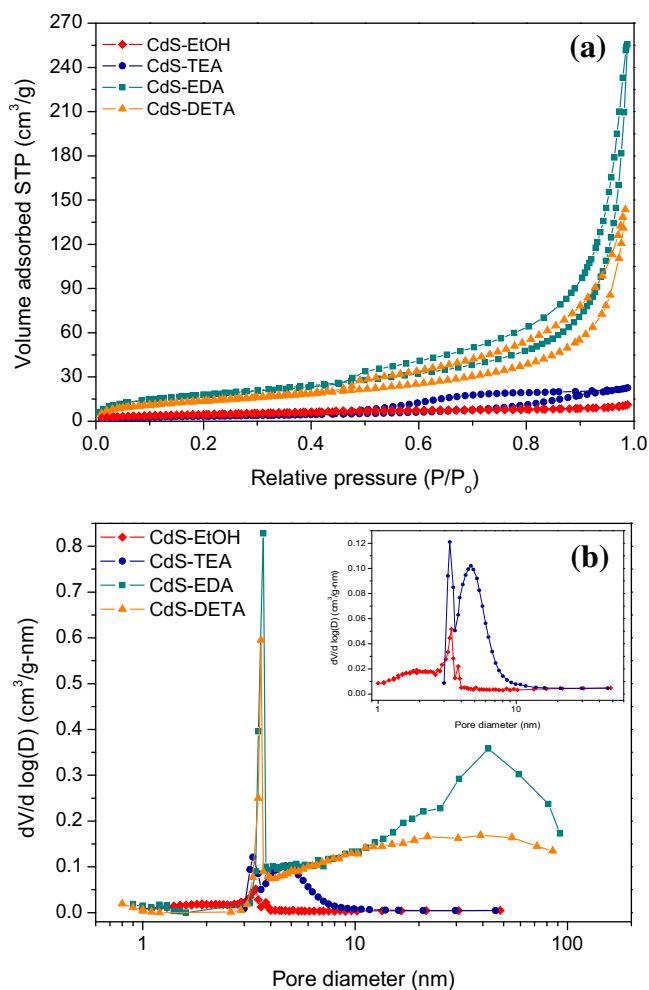 (a)
CdS-EtOH
CdS-TEA
CdS-EDA
CdS-DETA
Volume adsorbed STP (cm³/g)
270
240
210
180
150
120
90
60
30
0
0.0 0.2 0.4 0.6 0.8 1.0
Relative pressure (P/Pₒ)
(b)
CdS-EtOH
CdS-TEA
CdS-EDA
CdS-DETA
dV/d log(D) (cm³/g-nm)
0.8
0.7
0.6
0.5
0.4
0.3
0.2
0.1
0.0
1 10 100
Pore diameter (nm)
dV/d log(D) (cm³/g-nm)
0.12
0.10
0.08
0.06
0.04
0.02
0.00
1 10
Pore diameter (nm)